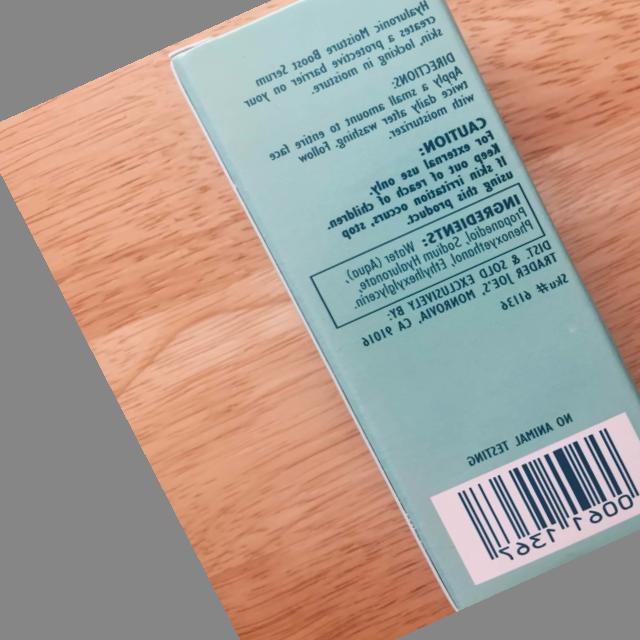 Hyaluronic Moisture Boost Serum
creates a protective barrier on your
skin, locking in moisture.
DIRECTIONS:
Apply a small amount to entire face
twice daily after washing. Follow
with moisturizer.
CAUTION:
For external use only.
Keep out of reach of children.
If skin irritation occurs, stop
using this product.
INGREDIENTS: Water (Aqua),
Propanediol, Sodium Hyaluronate,
Phenoxyethanol, Ethylhexylglycerin.
DIST. & SOLD EXCLUSIVELY BY:
TRADER JOE'S, MONROVIA, CA 91016
Sku# 61136
NO ANIMAL TESTING
0061 1367